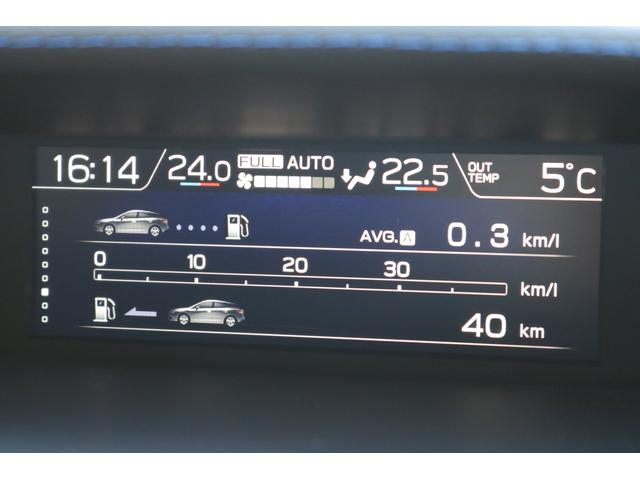 16:14 24.0 FULL AUTO 22.5 OUT TEMP 5°C
AVG. A 0.3 km/l
0 10 20 30
km/l
40 km